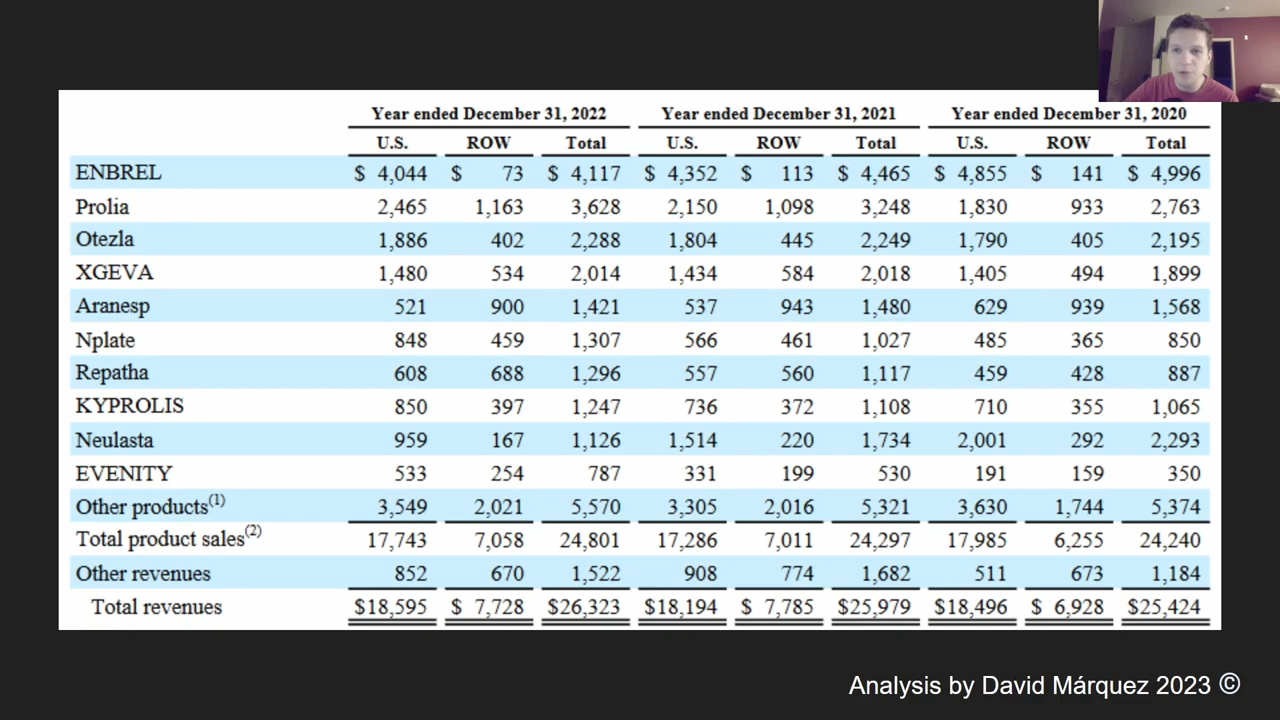 Year ended December 31, 2022 Year ended December 31, 2021 Year ended December 31, 2020
U.S. ROW Total U.S. ROW Total U.S. ROW Total
ENBREL $ 4,044 $ 73 $ 4,117 $ 4,352 $ 113 $ 4,465 $ 4,855 $ 141 $ 4,996
Prolia 2,465 1,163 3,628 2,150 1,098 3,248 1,830 933 2,763
Otezla 1,886 402 2,288 1,804 445 2,249 1,790 405 2,195
XGEVA 1,480 534 2,014 1,434 584 2,018 1,405 494 1,899
Aranesp 521 900 1,421 537 943 1,480 629 939 1,568
Nplate 848 459 1,307 566 461 1,027 485 365 850
Repatha 608 688 1,296 557 560 1,117 459 428 887
KYPROLIS 850 397 1,247 736 372 1,108 710 355 1,065
Neulasta 959 167 1,126 1,514 220 1,734 2,001 292 2,293
EVENITY 533 254 787 331 199 530 191 159 350
Other products(1) 3,549 2,021 5,570 3,305 2,016 5,321 3,630 1,744 5,374
Total product sales(2) 17,743 7,058 24,801 17,286 7,011 24,297 17,985 6,255 24,240
Other revenues 852 670 1,522 908 774 1,682 511 673 1,184
Total revenues $18,595 $ 7,728 $26,323 $18,194 $ 7,785 $25,979 $18,496 $ 6,928 $25,424
Analysis by David Márquez 2023 ©